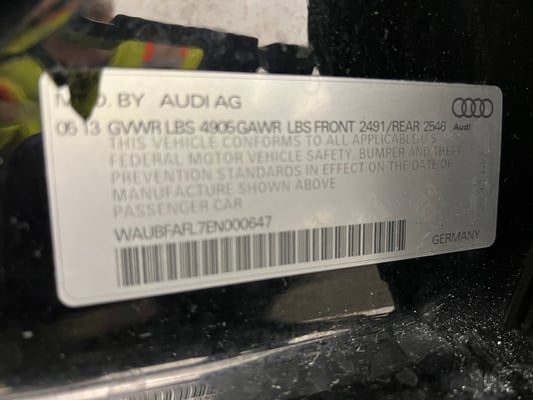 MFD. BY AUDI AG
06 13 GVWR LBS 4905 GAWR LBS FRONT 2491/REAR 2546
Audi
THIS VEHICLE CONFORMS TO ALL APPLICABLE U.S.
FEDERAL MOTOR VEHICLE SAFETY, BUMPER AND THEFT
PREVENTION STANDARDS IN EFFECT ON THE DATE OF
MANUFACTURE SHOWN ABOVE
PASSENGER CAR
WAUBFAFL7EN000647
GERMANY